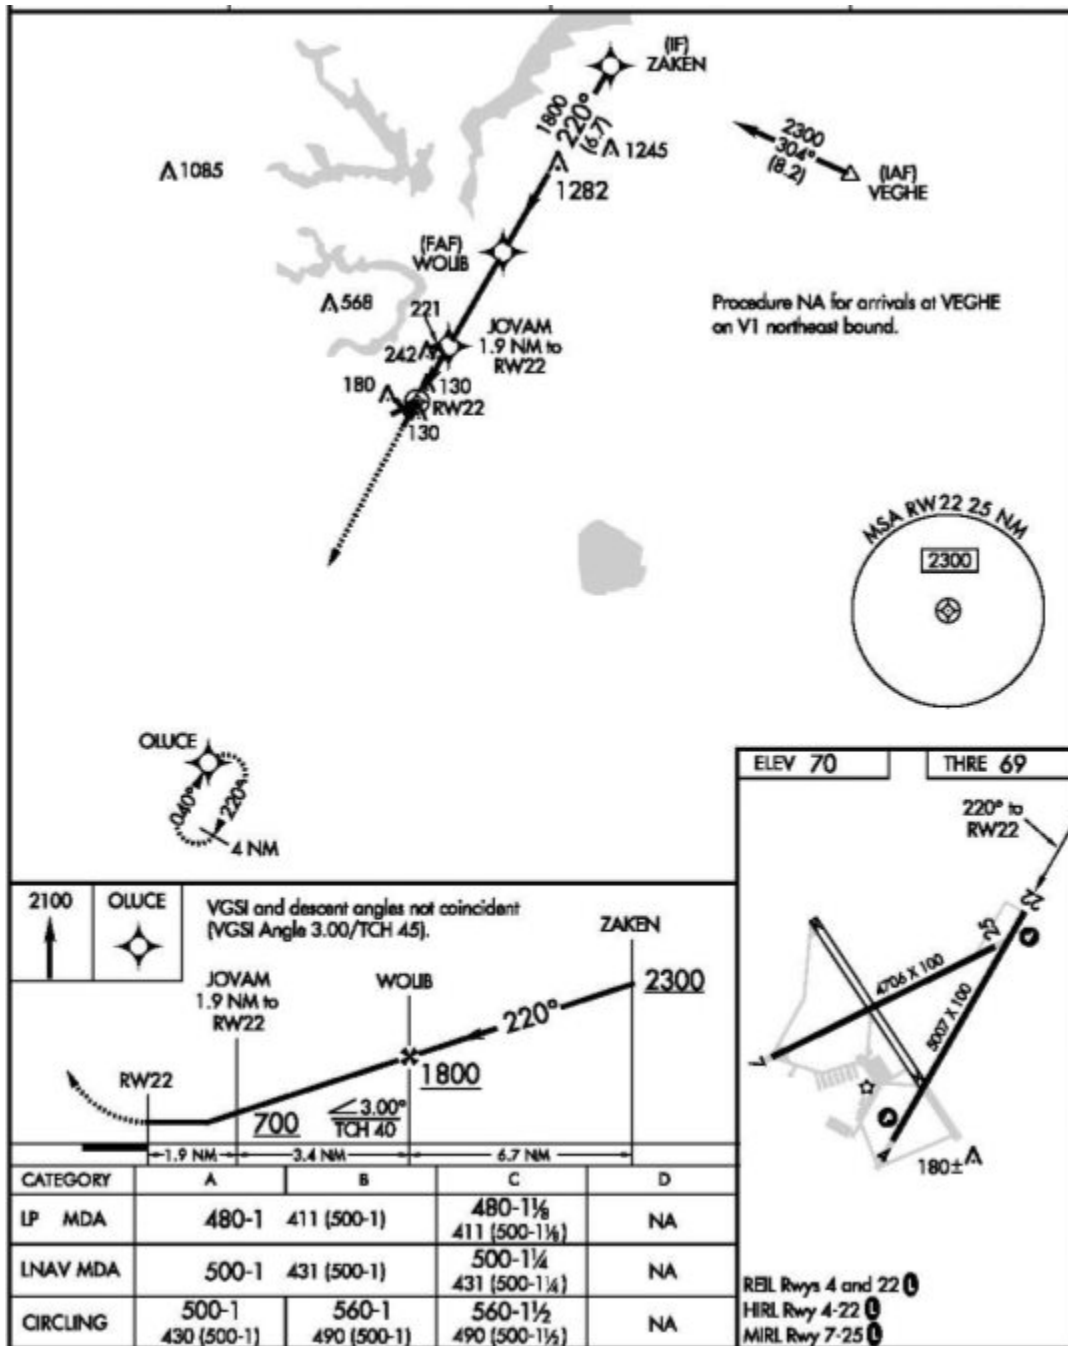 (IF)
ZAKEN
1800
220°
(6.7)
1245
2300
304°
(8.2)
(IAF)
VEGHE
1085
1282
(FAF)
WOLIB
568
221
JOVAM
1.9 NM to
RW22
242
180
130
RW22
130
Procedure NA for arrivals at VEGHE
on V1 northeast bound.
MSA RW22 25 NM
2300
OLUCE
040°
220°
4 NM
ELEV 70
THRE 69
220° to
RW22
22
25
4706 X 100
5007 X 100
7
4
180±
REIL Rwys 4 and 22 L
HIRL Rwy 4-22 L
MIRL Rwy 7-25 L
2100
OLUCE
VGSI and descent angles not coincident
(VGSI Angle 3.00/TCH 45).
ZAKEN
JOVAM
1.9 NM to
RW22
WOLIB
2300
220°
RW22
1800
700
3.00°
TCH 40
1.9 NM
3.4 NM
6.7 NM
CATEGORY A B C D
LP MDA 480-1 411 (500-1) 480-1⅛ NA
411 (500-1⅛)
LNAV MDA 500-1 431 (500-1) 500-1¼ NA
431 (500-1¼)
CIRCLING 500-1 560-1 560-1½ NA
430 (500-1) 490 (500-1) 490 (500-1½)